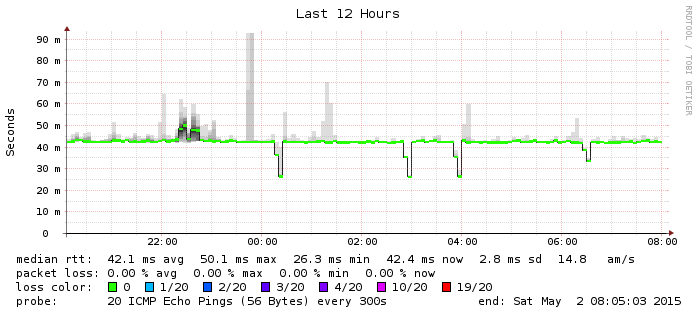 Last 12 Hours
RRDTOOL / TOBI OETIKER
Seconds
90 m
80 m
70 m
60 m
50 m
40 m
30 m
20 m
10 m
0
22:00 00:00 02:00 04:00 06:00 08:00
median rtt: 42.1 ms avg 50.1 ms max 26.3 ms min 42.4 ms now 2.8 ms sd 14.8 am/s
packet loss: 0.00 % avg 0.00 % max 0.00 % min 0.00 % now
loss color: 0 1/20 2/20 3/20 4/20 10/20 19/20
probe: 20 ICMP Echo Pings (56 Bytes) every 300s end: Sat May 2 08:05:03 2015